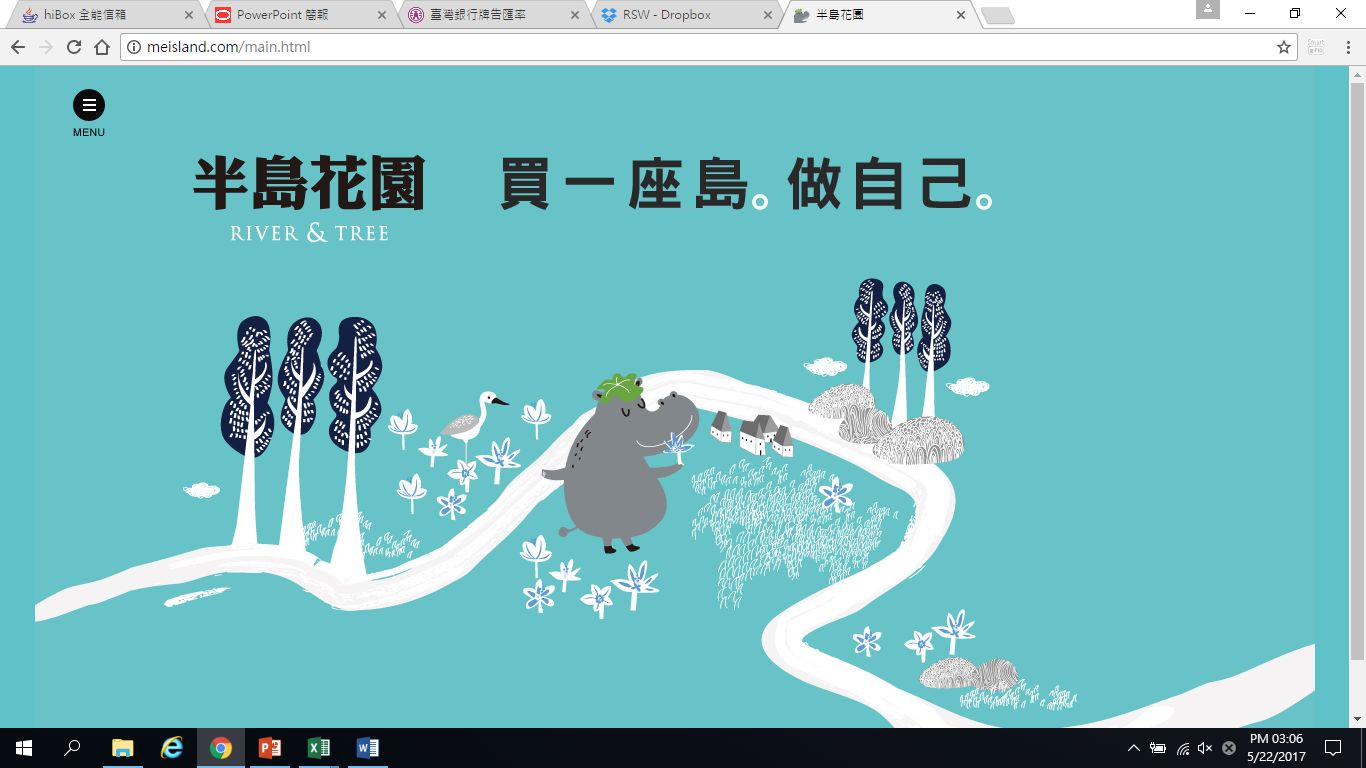 hiBox 全能信箱
PowerPoint 簡報
臺灣銀行牌告匯率
RSW - Dropbox
半島花園
meisland.com/main.html
MENU
半島花園
買一座島。做自己。
RIVER & TREE
PM 03:06
5/22/2017